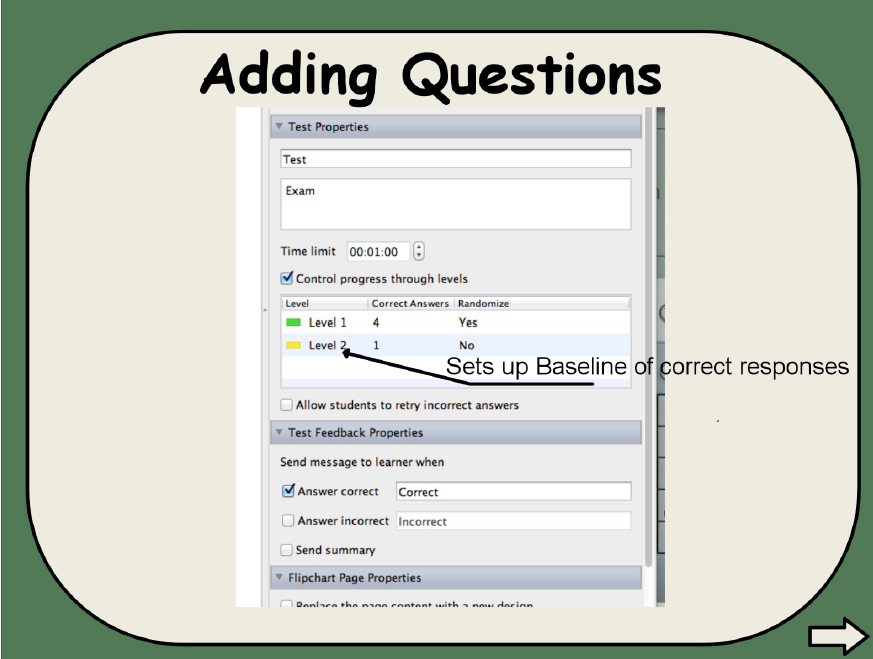 Adding Questions
Test Properties
Test
Exam
Time limit 00:01:00
Control progress through levels
Level Correct Answers Randomize
Level 1 4 Yes
Level 2 1 No
Sets up Baseline of correct responses
Allow students to retry incorrect answers
Test Feedback Properties
Send message to learner when
Answer correct Correct
Answer incorrect Incorrect
Send summary
Flipchart Page Properties
Replace the page content with a new design